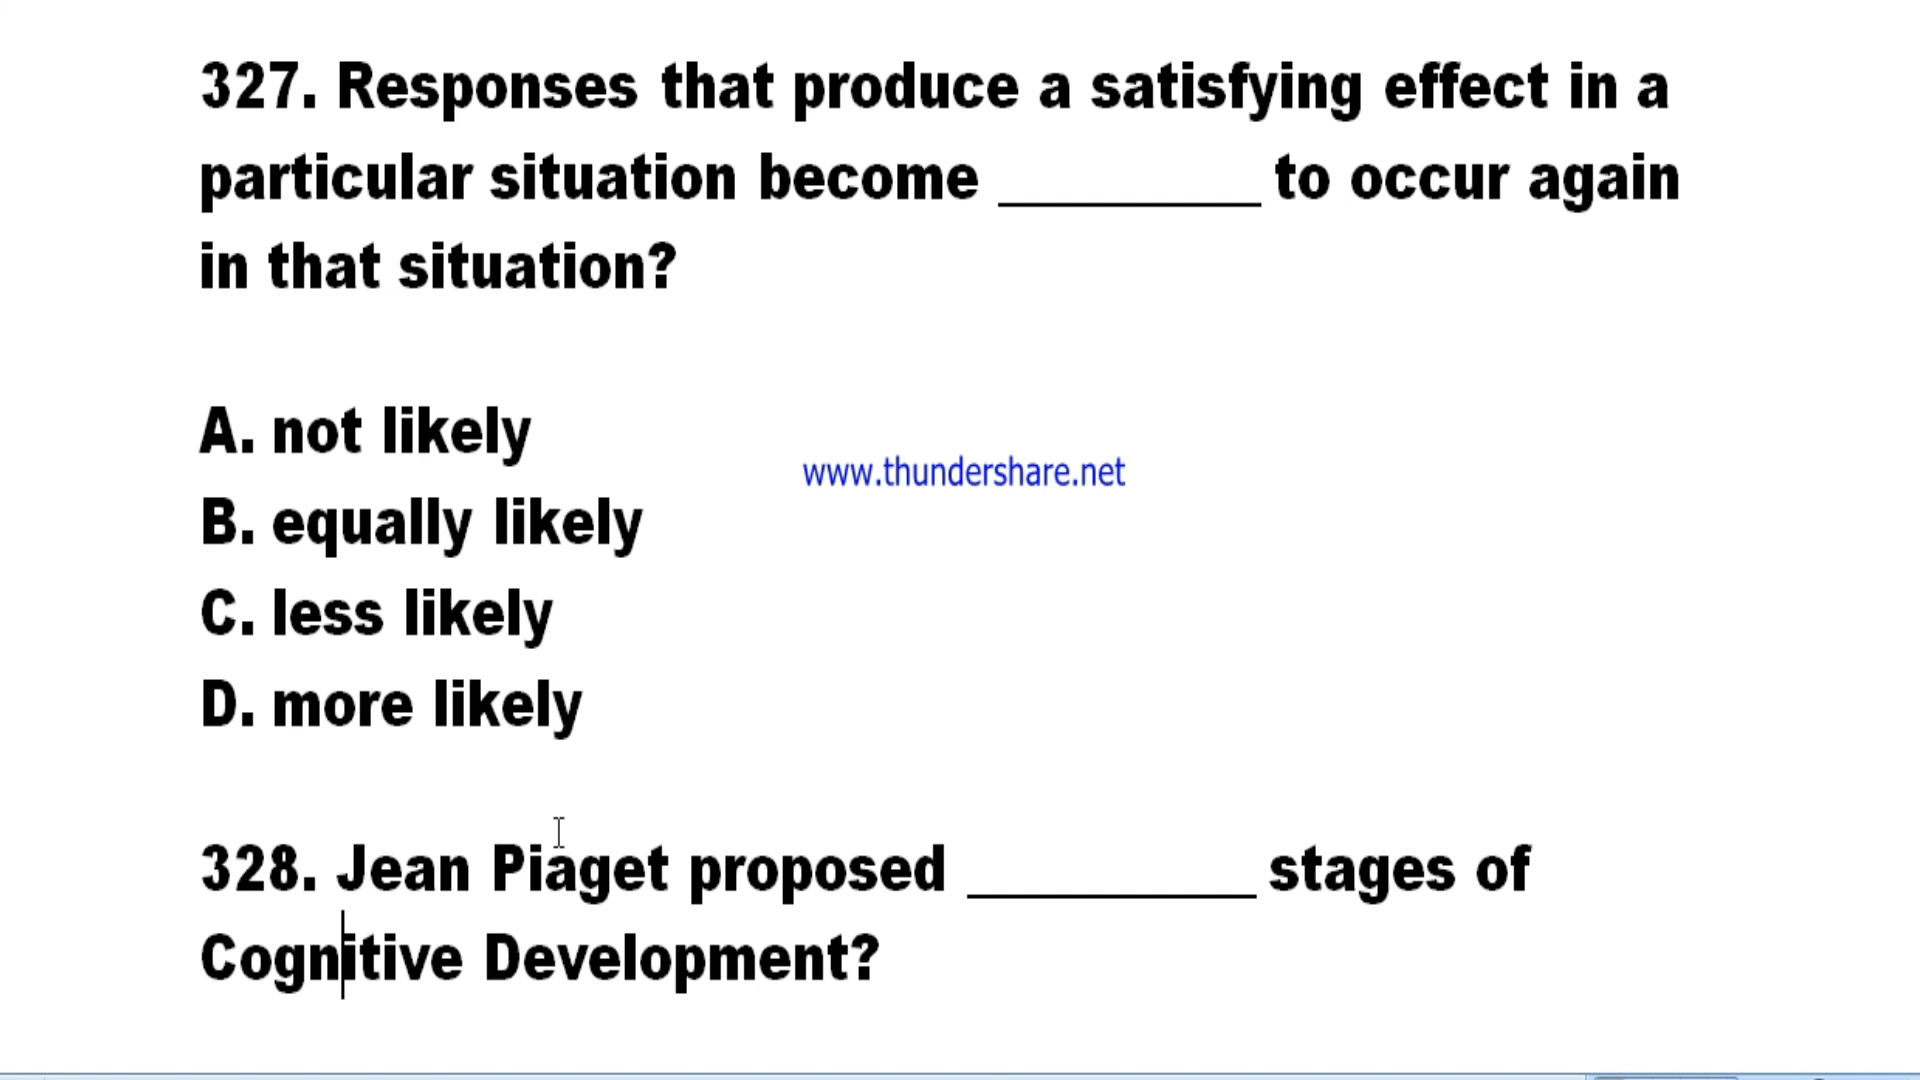 327. Responses that produce a satisfying effect in a
particular situation become _________ to occur again
in that situation?
A. not likely
www.thundershare.net
B. equally likely
C. less likely
D. more likely
328. Jean Piaget proposed __________ stages of
Cognitive Development?